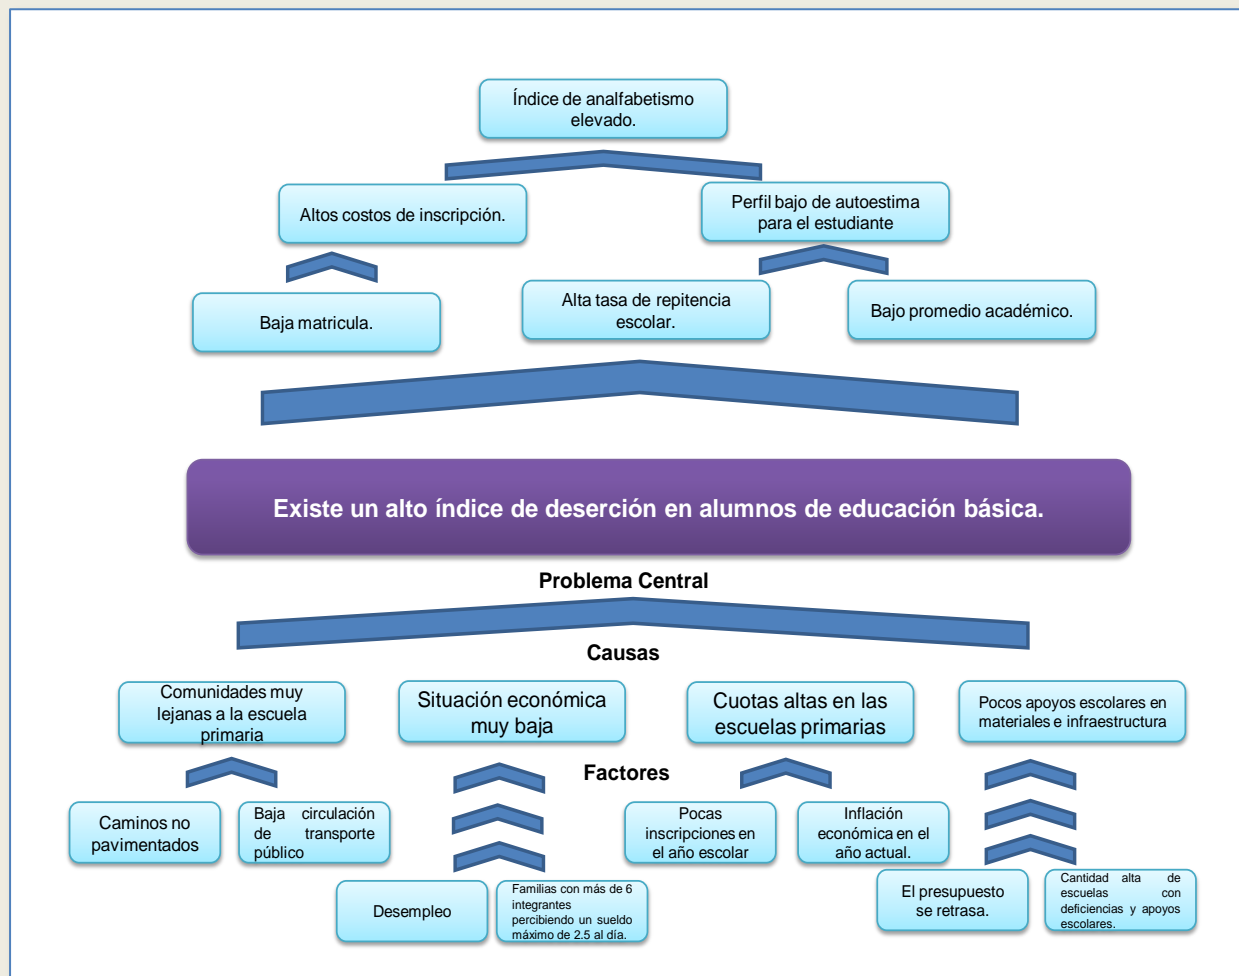 Índice de analfabetismo
elevado.
Altos costos de inscripción.
Perfil bajo de autoestima
para el estudiante
Baja matricula.
Alta tasa de repitencia
escolar.
Bajo promedio académico.
Existe un alto índice de deserción en alumnos de educación básica.
Problema Central
Causas
Comunidades muy
lejanas a la escuela
primaria
Situación económica
muy baja
Cuotas altas en las
escuelas primarias
Pocos apoyos escolares en
materiales e infraestructura
Factores
Caminos no
pavimentados
Baja circulación
de transporte
público
Pocas
inscripciones en
el año escolar
Inflación
económica en el
año actual.
Desempleo
Familias con más de 6
integrantes
percibiendo un sueldo
máximo de 2.5 al día.
El presupuesto
se retrasa.
Cantidad alta de
escuelas con
deficiencias y apoyos
escolares.